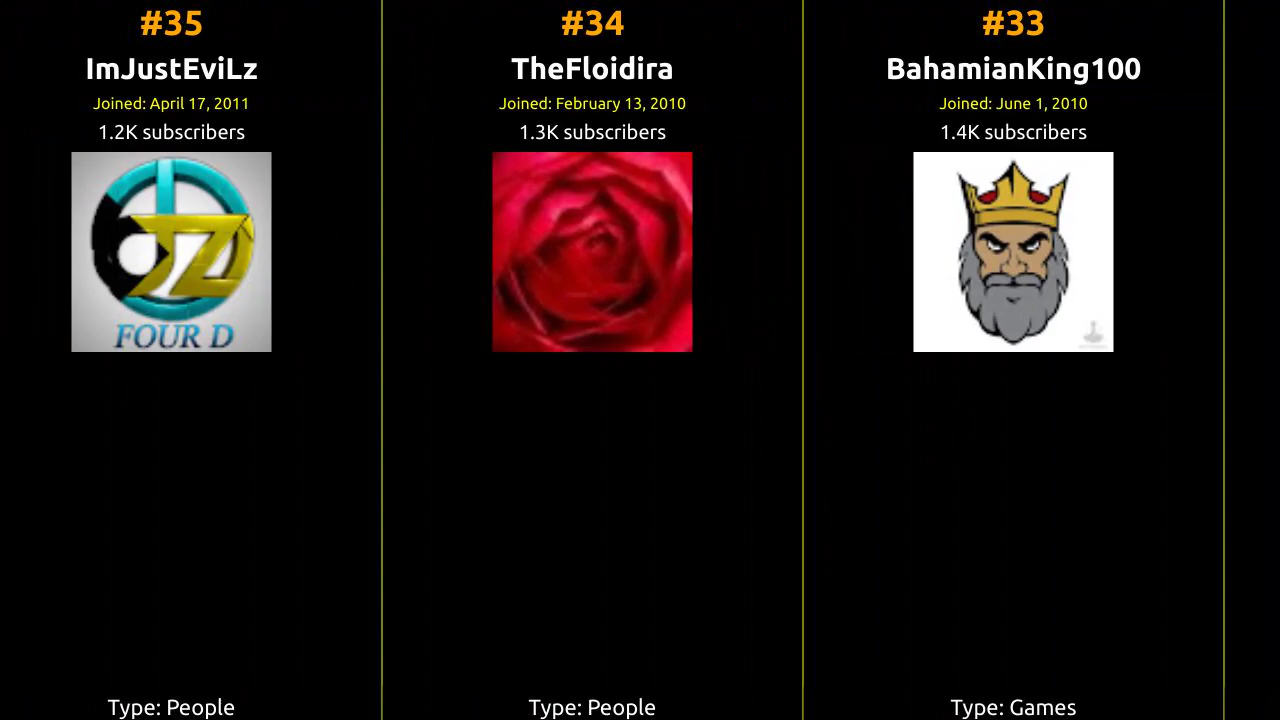 #35
ImJustEviLz
Joined: April 17, 2011
1.2K subscribers
FOUR D
Type: People
#34
TheFloidira
Joined: February 13, 2010
1.3K subscribers
Type: People
#33
BahamianKing100
Joined: June 1, 2010
1.4K subscribers
Type: Games